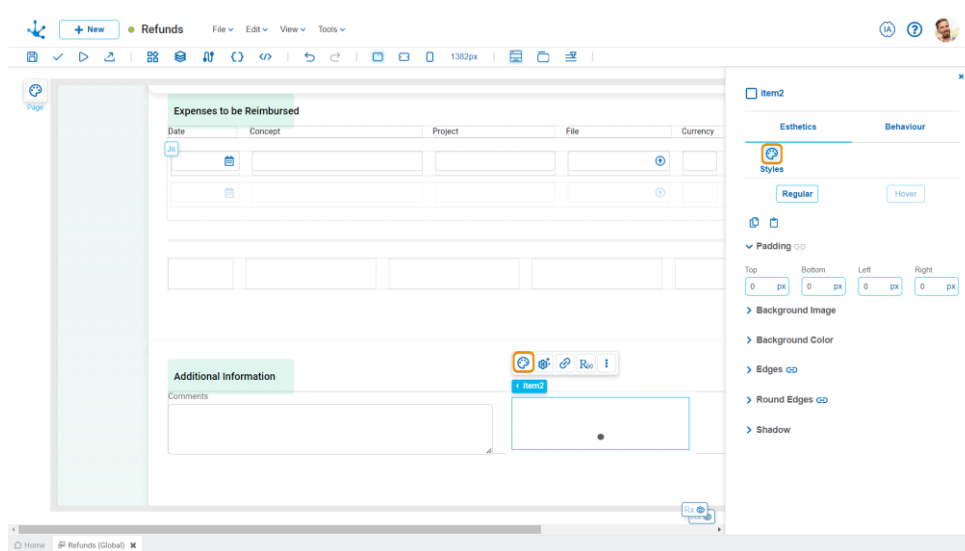 + New
Refunds
File
Edit
View
Tools
IA
?
1382px
Page
Expenses to be Reimbursed
Date
Concept
Project
File
Currency
Js
Additional Information
Comments
R(x)
‹ Item2
Rx
item2
Esthetics
Behaviour
Styles
Regular
Hover
Padding
Top
Bottom
Left
Right
0 px
0 px
0 px
0 px
Background Image
Background Color
Edges
Round Edges
Shadow
Home
Refunds (Global)